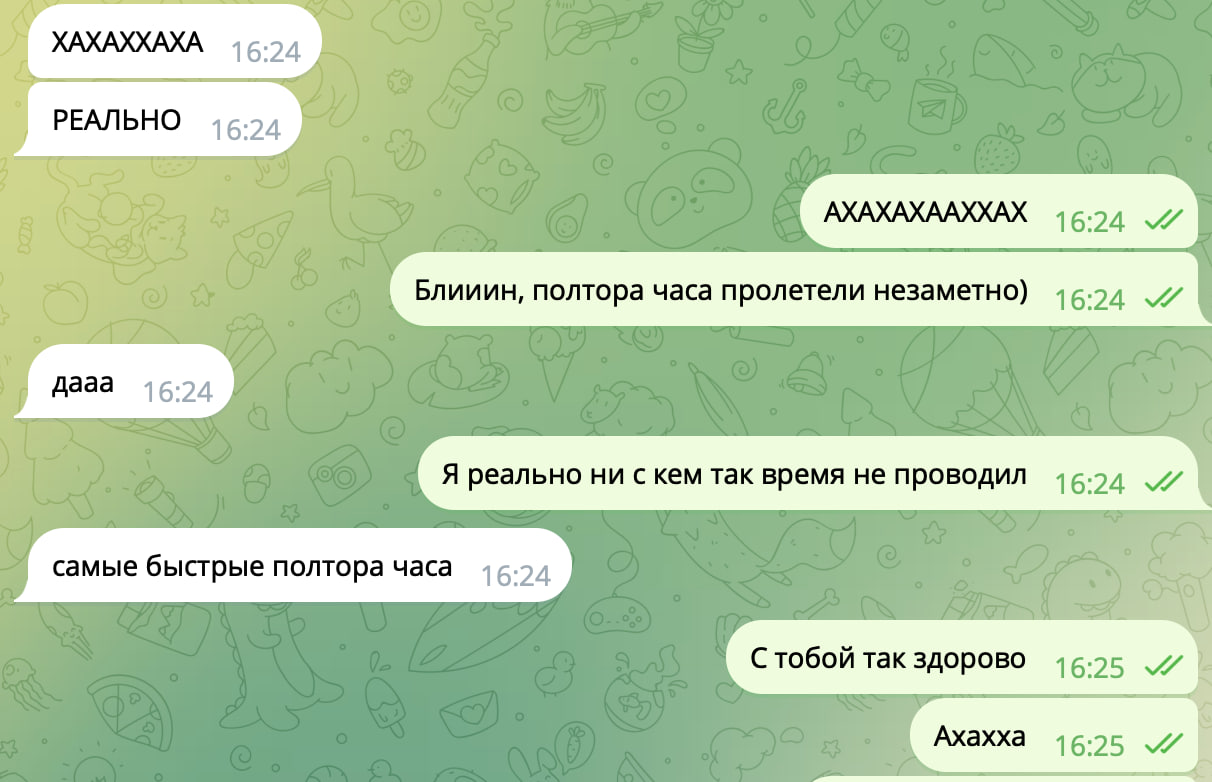 ХАХАХХАХА 16:24
РЕАЛЬНО 16:24
АХАХАХААХХАХ 16:24
Блииин, полтора часа пролетели незаметно) 16:24
дааа 16:24
Я реально ни с кем так время не проводил 16:24
самые быстрые полтора часа 16:24
С тобой так здорово 16:25
Ахахха 16:25